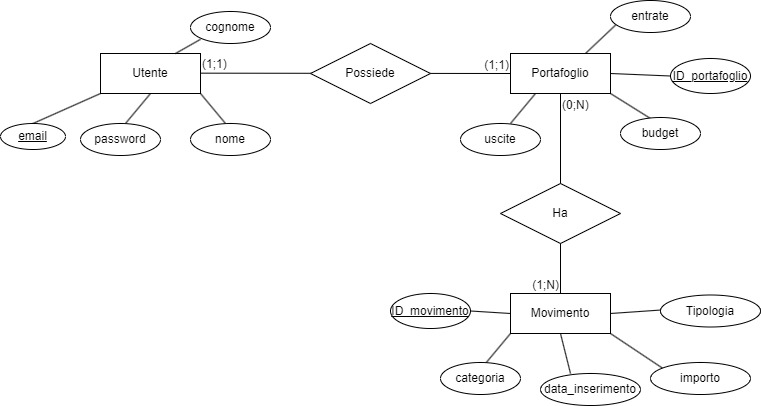 entrate
cognome
(1;1)
Utente
Possiede
(1;1)
Portafoglio
ID_portafoglio
(0;N)
email
password
nome
uscite
budget
Ha
(1;N)
ID_movimento
Movimento
Tipologia
categoria
data_inserimento
importo